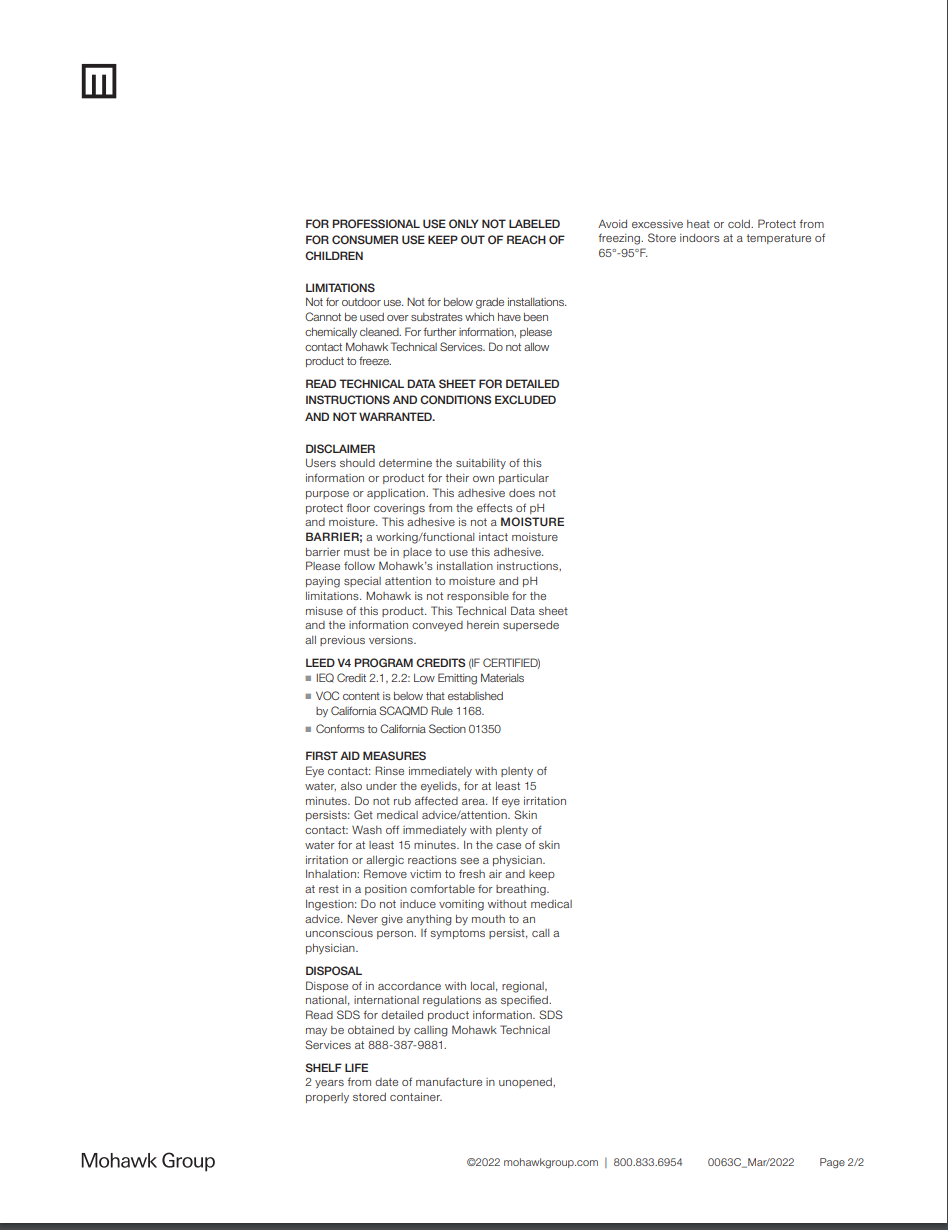 FOR PROFESSIONAL USE ONLY NOT LABELED
FOR CONSUMER USE KEEP OUT OF REACH OF
CHILDREN
LIMITATIONS
Not for outdoor use. Not for below grade installations.
Cannot be used over substrates which have been
chemically cleaned. For further information, please
contact Mohawk Technical Services. Do not allow
product to freeze.
READ TECHNICAL DATA SHEET FOR DETAILED
INSTRUCTIONS AND CONDITIONS EXCLUDED
AND NOT WARRANTED.
DISCLAIMER
Users should determine the suitability of this
information or product for their own particular
purpose or application. This adhesive does not
protect floor coverings from the effects of pH
and moisture. This adhesive is not a MOISTURE
BARRIER; a working/functional intact moisture
barrier must be in place to use this adhesive.
Please follow Mohawk's installation instructions,
paying special attention to moisture and pH
limitations. Mohawk is not responsible for the
misuse of this product. This Technical Data sheet
and the information conveyed herein supersede
all previous versions.
LEED V4 PROGRAM CREDITS (IF CERTIFIED)
■ IEQ Credit 2.1, 2.2: Low Emitting Materials
■ VOC content is below that established
by California SCAQMD Rule 1168.
■ Conforms to California Section 01350
FIRST AID MEASURES
Eye contact: Rinse immediately with plenty of
water, also under the eyelids, for at least 15
minutes. Do not rub affected area. If eye irritation
persists: Get medical advice/attention. Skin
contact: Wash off immediately with plenty of
water for at least 15 minutes. In the case of skin
irritation or allergic reactions see a physician.
Inhalation: Remove victim to fresh air and keep
at rest in a position comfortable for breathing.
Ingestion: Do not induce vomiting without medical
advice. Never give anything by mouth to an
unconscious person. If symptoms persist, call a
physician.
DISPOSAL
Dispose of in accordance with local, regional,
national, international regulations as specified.
Read SDS for detailed product information. SDS
may be obtained by calling Mohawk Technical
Services at 888-387-9881.
SHELF LIFE
2 years from date of manufacture in unopened,
properly stored container.
Avoid excessive heat or cold. Protect from
freezing. Store indoors at a temperature of
65°-95°F.
Mohawk Group
©2022 mohawkgroup.com | 800.833.6954 0063C_Mar/2022 Page 2/2